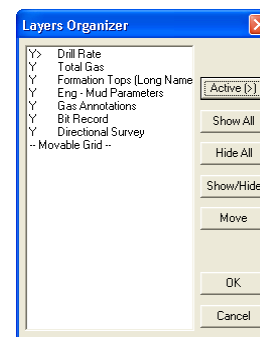 Layers Organizer
Y> Drill Rate
Y Total Gas
Y Formation Tops (Long Name
Y Eng - Mud Parameters
Y Gas Annotations
Y Bit Record
Y Directional Survey
-- Movable Grid --
Active (>)
Show All
Hide All
Show/Hide
Move
OK
Cancel